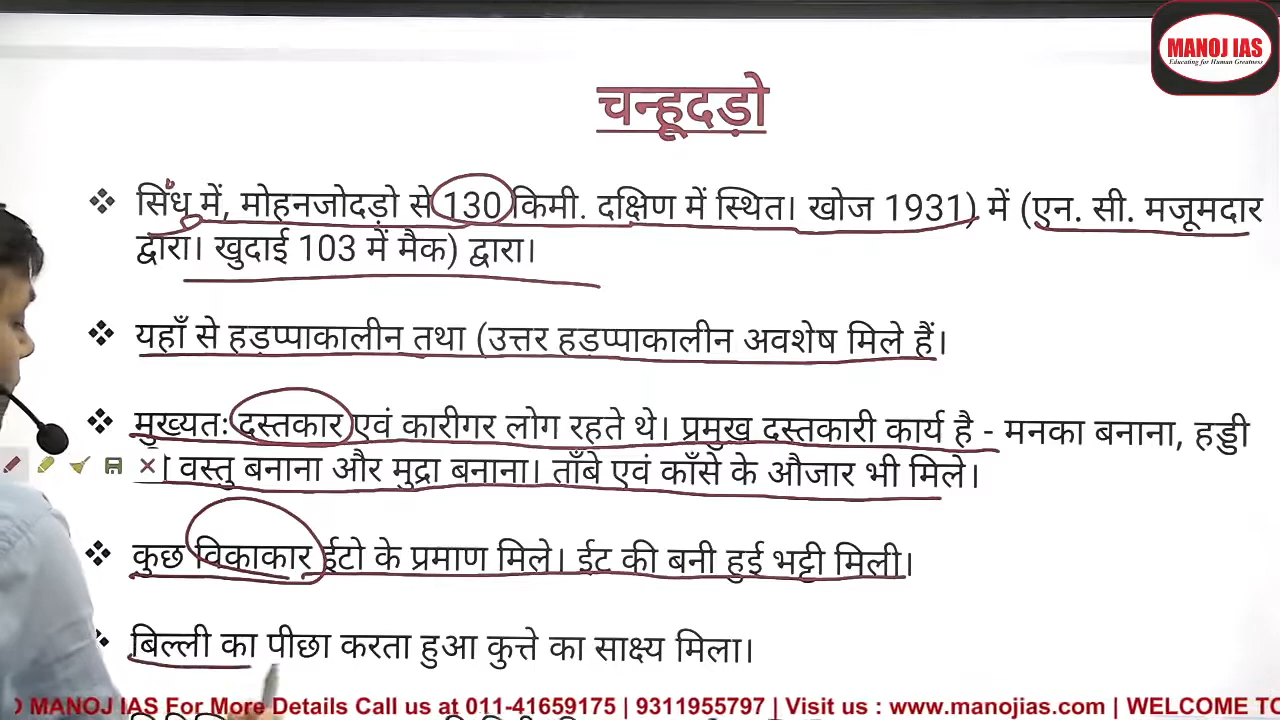 MANOJ IAS
Educating for Human Greatness
चन्हूदड़ो
❖ सिंध में, मोहनजोदड़ो से 130 किमी. दक्षिण में स्थित। खोज 1931) में (एन. सी. मजूमदार
द्वारा। खुदाई 103 में मैक) द्वारा।
❖ यहाँ से हड़प्पाकालीन तथा (उत्तर हडप्पाकालीन अवशेष मिले हैं।
❖ मुख्यतः दस्तकार एवं कारीगर लोग रहते थे। प्रमुख दस्तकारी कार्य है - मनका बनाना, हड्डी
वस्तु बनाना और मुद्रा बनाना। ताँबे एवं काँसे के औजार भी मिले।
❖ कुछ विकाकार ईटो के प्रमाण मिले। ईट की बनी हुई भट्टी मिली।
बिल्ली का पीछा करता हुआ कुत्ते का साक्ष्य मिला।
MANOJ IAS For More Details Call us at 011-41659175 | 9311955797 | Visit us : www.manojias.com | WELCOME TO